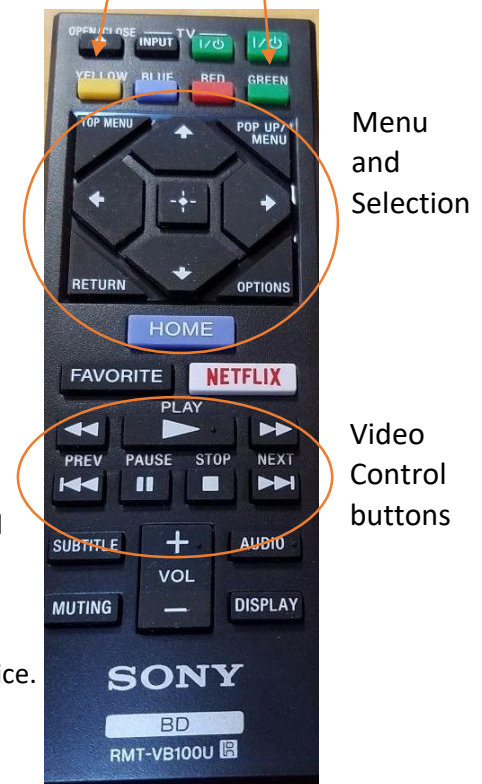 OPEN/CLOSE
TV
INPUT
YELLOW BLUE RED GREEN
TOP MENU
POP UP/
MENU
RETURN
OPTIONS
HOME
FAVORITE
NETFLIX
PLAY
PREV PAUSE STOP NEXT
SUBTITLE
+
AUDIO
VOL
MUTING
–
DISPLAY
SONY
BD
RMT-VB100U
Menu
and
Selection
Video
Control
buttons
ice.